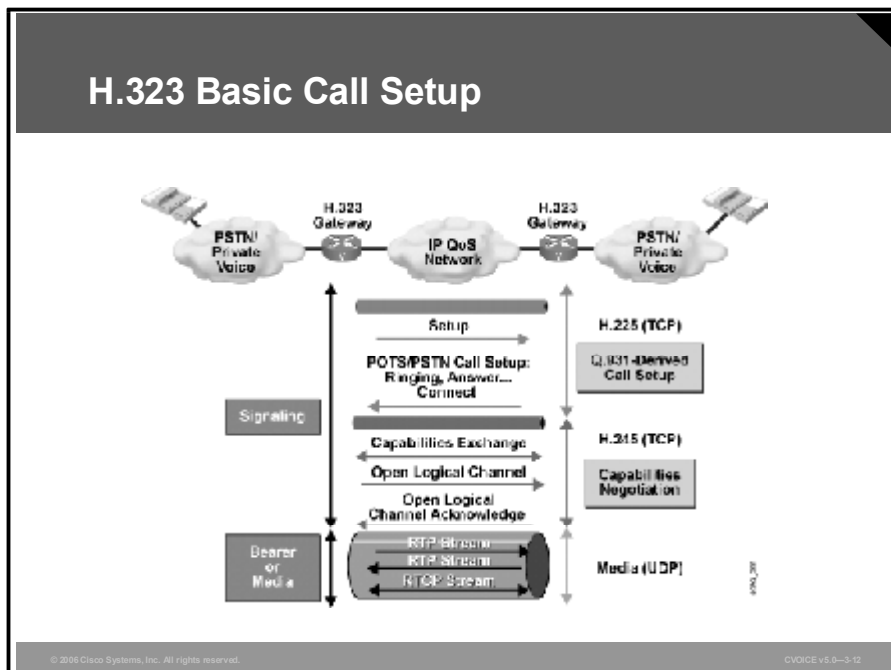 H.323 Basic Call Setup
H.323
Gateway
H.323
Gateway
PSTN/
Private
Voice
IP QoS
Network
PSTN/
Private
Voice
Setup
H.225 (TCP)
POTS/PSTN Call Setup:
Ringing, Answer...
Connect
Q.931-Derived
Call Setup
Signaling
Capabilities Exchange
H.245 (TCP)
Open Logical Channel
Capabilities
Negotiation
Open Logical
Channel Acknowledge
Bearer
or
Media
RTP Stream
RTP Stream
RTCP Stream
Media (UDP)
© 2006 Cisco Systems, Inc. All rights reserved.
CVOICE v5.0—3-12